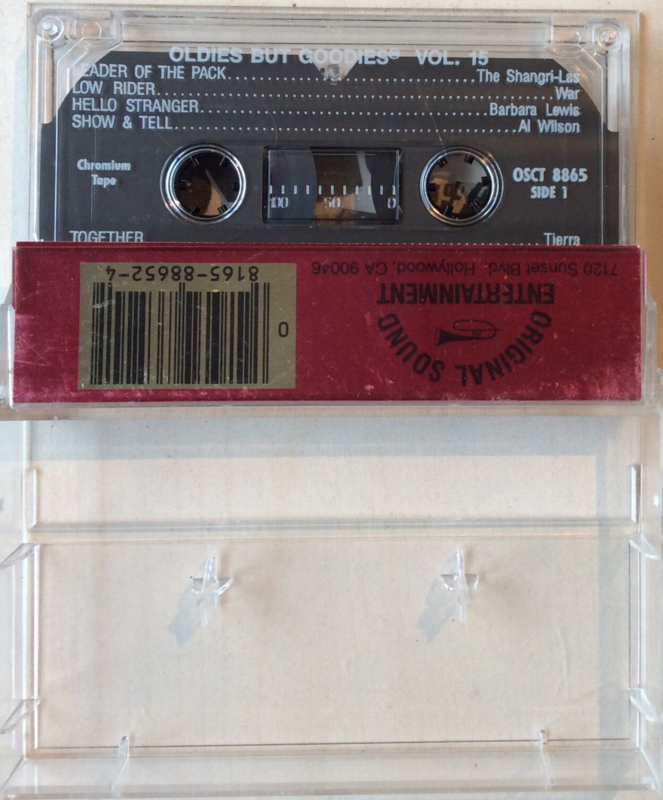 OLDIES BUT GOODIES® VOL. 15
LEADER OF THE PACK..............................The Shangri-Las
LOW RIDER..............................War
HELLO STRANGER..............................Barbara Lewis
SHOW & TELL..............................Al Wilson
Chromium
Tape
100 50 0
OSCT 8865
SIDE 1
TOGETHER..............................Tierra
7120 Sunset Blvd. Hollywood, CA 90046
ORIGINAL SOUND
ENTERTAINMENT
0
8165-88652-4